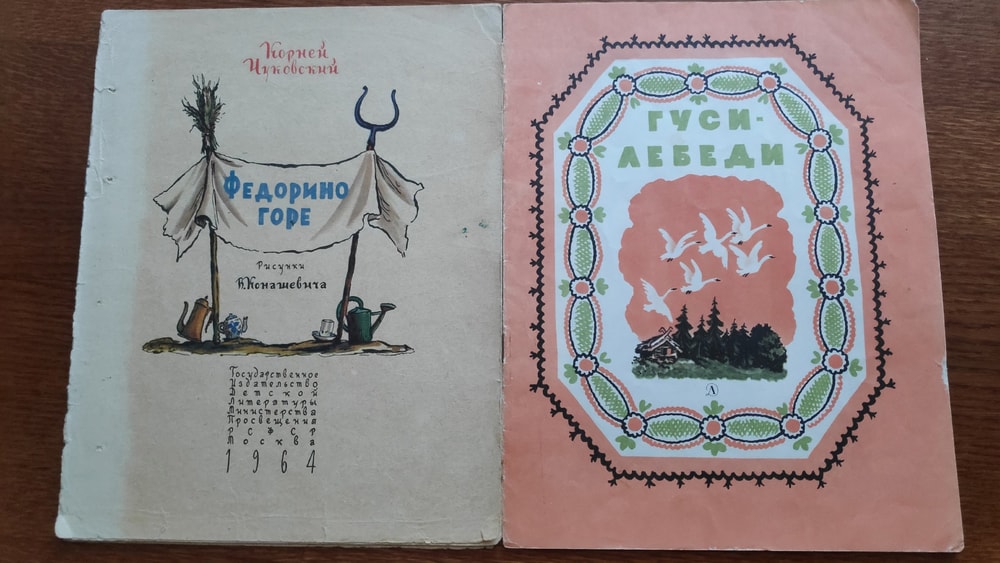 Корней
Чуковский
Федорино
горе
Рисунки
В. Конашевича
Государственное
Издательство
Детской
Литературы
Министерства
Просвещения
РСФСР
Москва
1964
ГУСИ-
ЛЕБЕДИ
Д